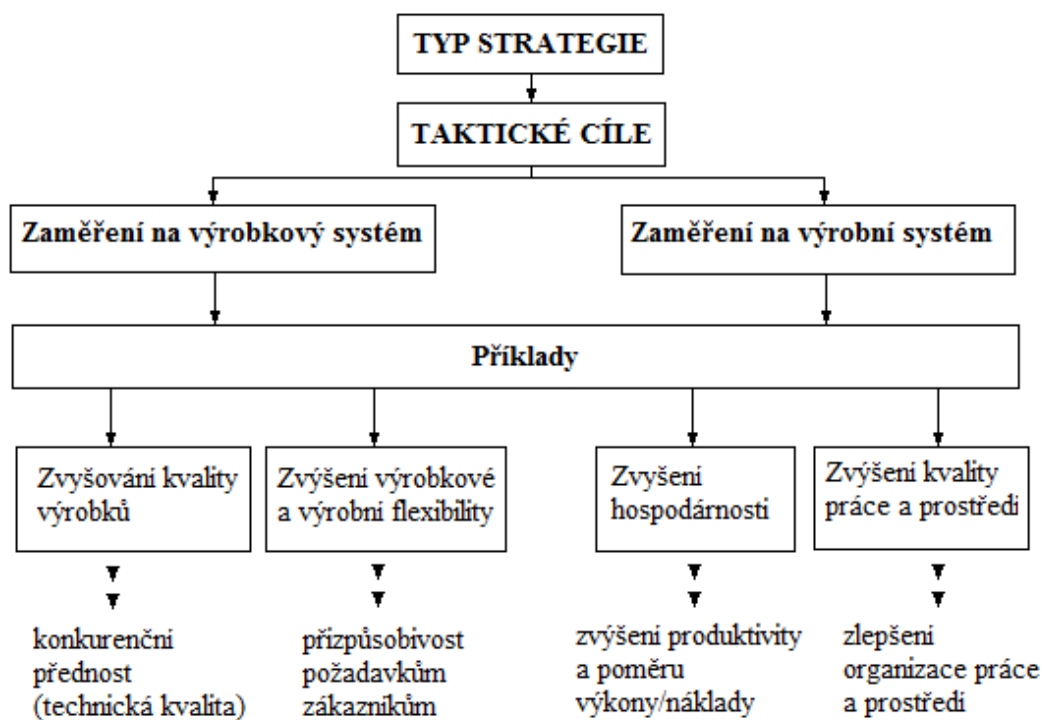 TYP STRATEGIE
TAKTICKÉ CÍLE
Zaměření na výrobkový systém
Zaměření na výrobní systém
Příklady
Zvyšování kvality
výrobků
Zvýšení výrobkové
a výrobní flexibility
Zvyšení
hospodárnosti
Zvýšení kvality
práce a prostředí
konkurenční
přednost
(technická kvalita)
přizpůsobivost
požadavkům
zákazníkům
zvýšení produktivity
a poměru
výkony/náklady
zlepšení
organizace práce
a prostředí